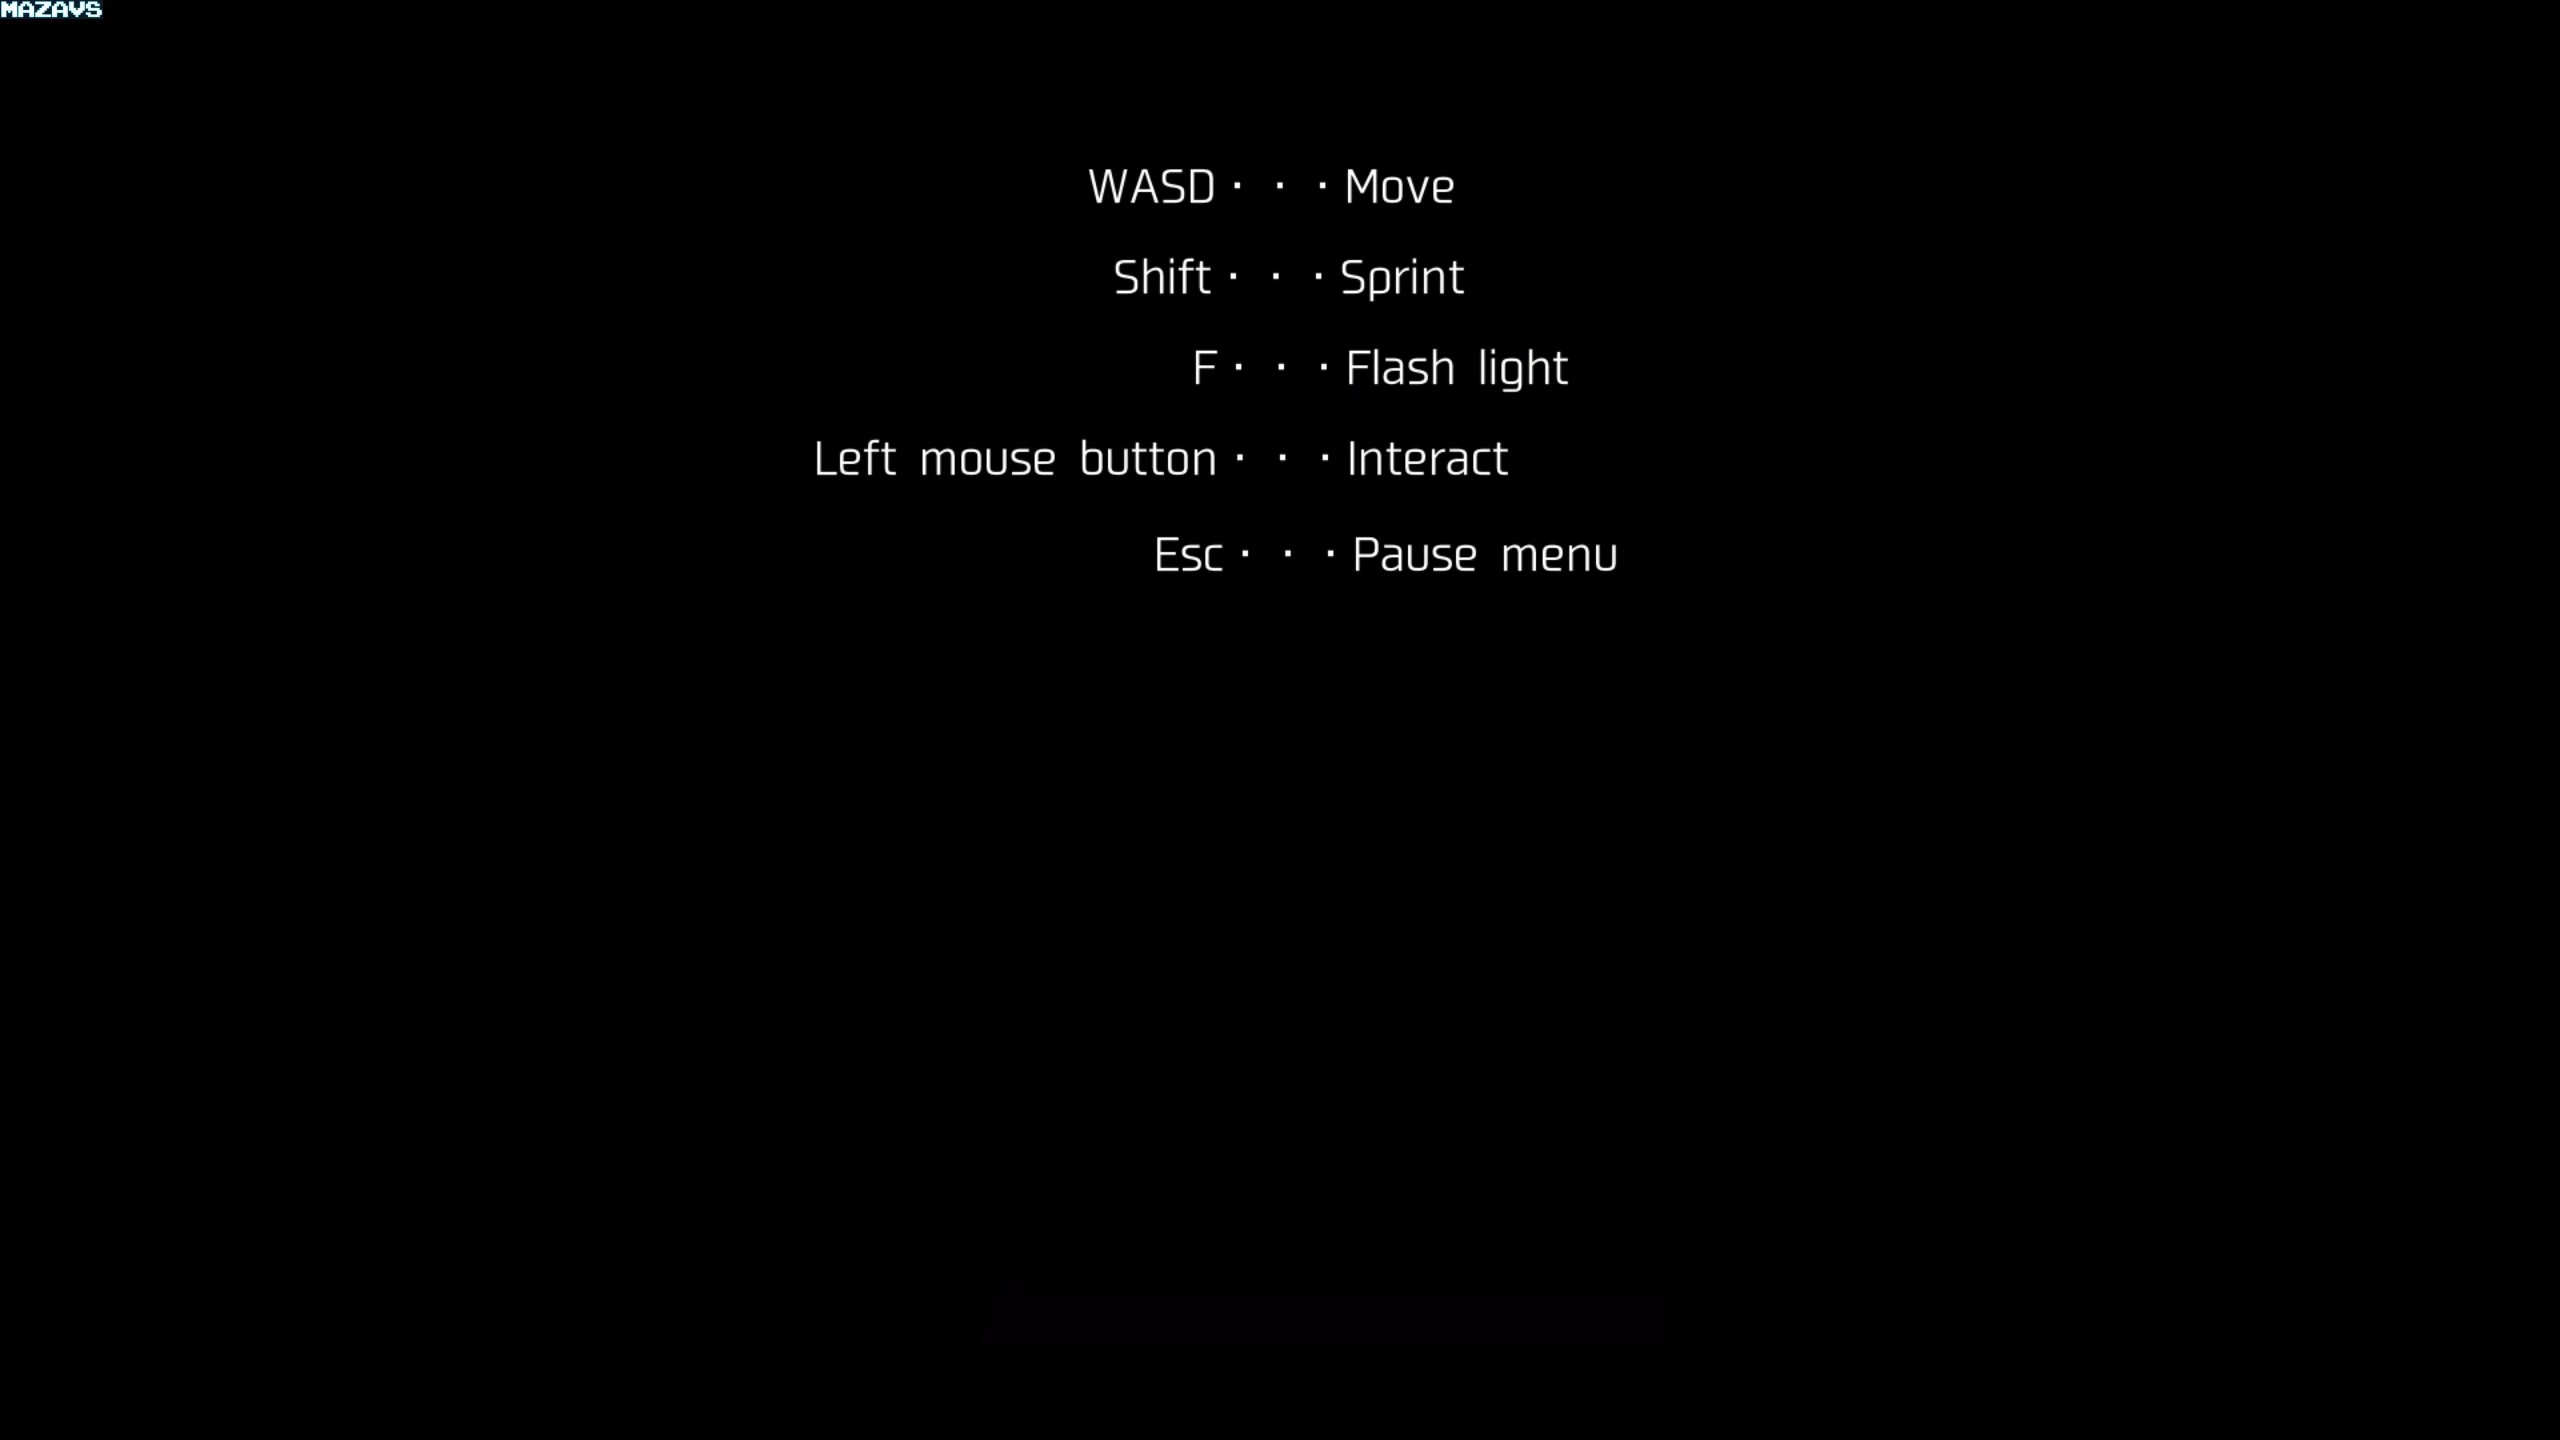 MAZAVS
WASD · · · Move
Shift · · · Sprint
F · · · Flash light
Left mouse button · · · Interact
Esc · · · Pause menu